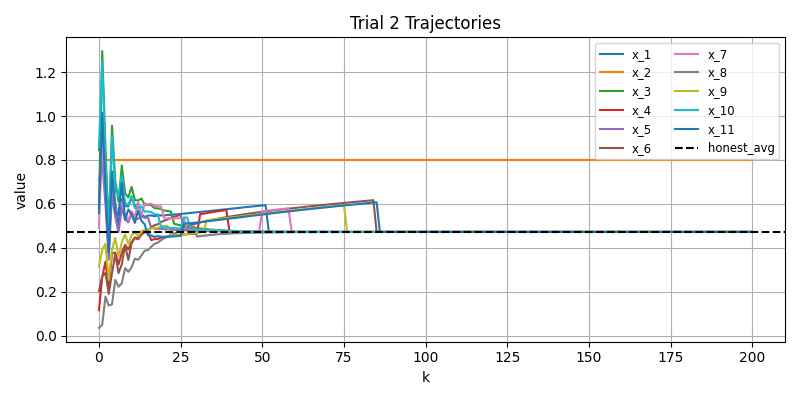 Trial 2 Trajectories
value
1.2
1.0
0.8
0.6
0.4
0.2
0.0
0
25
50
75
100
125
150
175
200
k
x_1
x_2
x_3
x_4
x_5
x_6
x_7
x_8
x_9
x_10
x_11
honest_avg